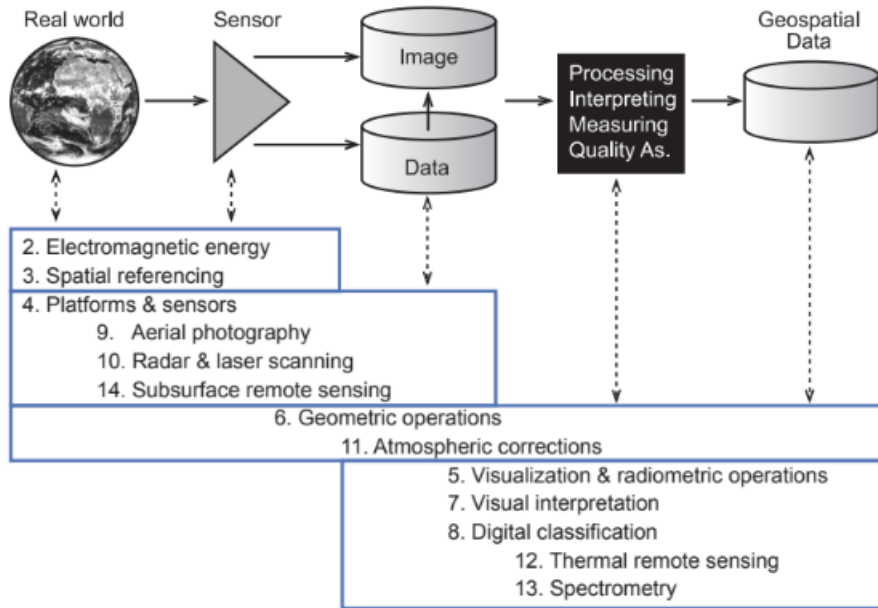 Real world
Sensor
Geospatial
Data
Image
Data
Processing
Interpreting
Measuring
Quality As.
2. Electromagnetic energy
3. Spatial referencing
4. Platforms & sensors
9. Aerial photography
10. Radar & laser scanning
14. Subsurface remote sensing
6. Geometric operations
11. Atmospheric corrections
5. Visualization & radiometric operations
7. Visual interpretation
8. Digital classification
12. Thermal remote sensing
13. Spectrometry